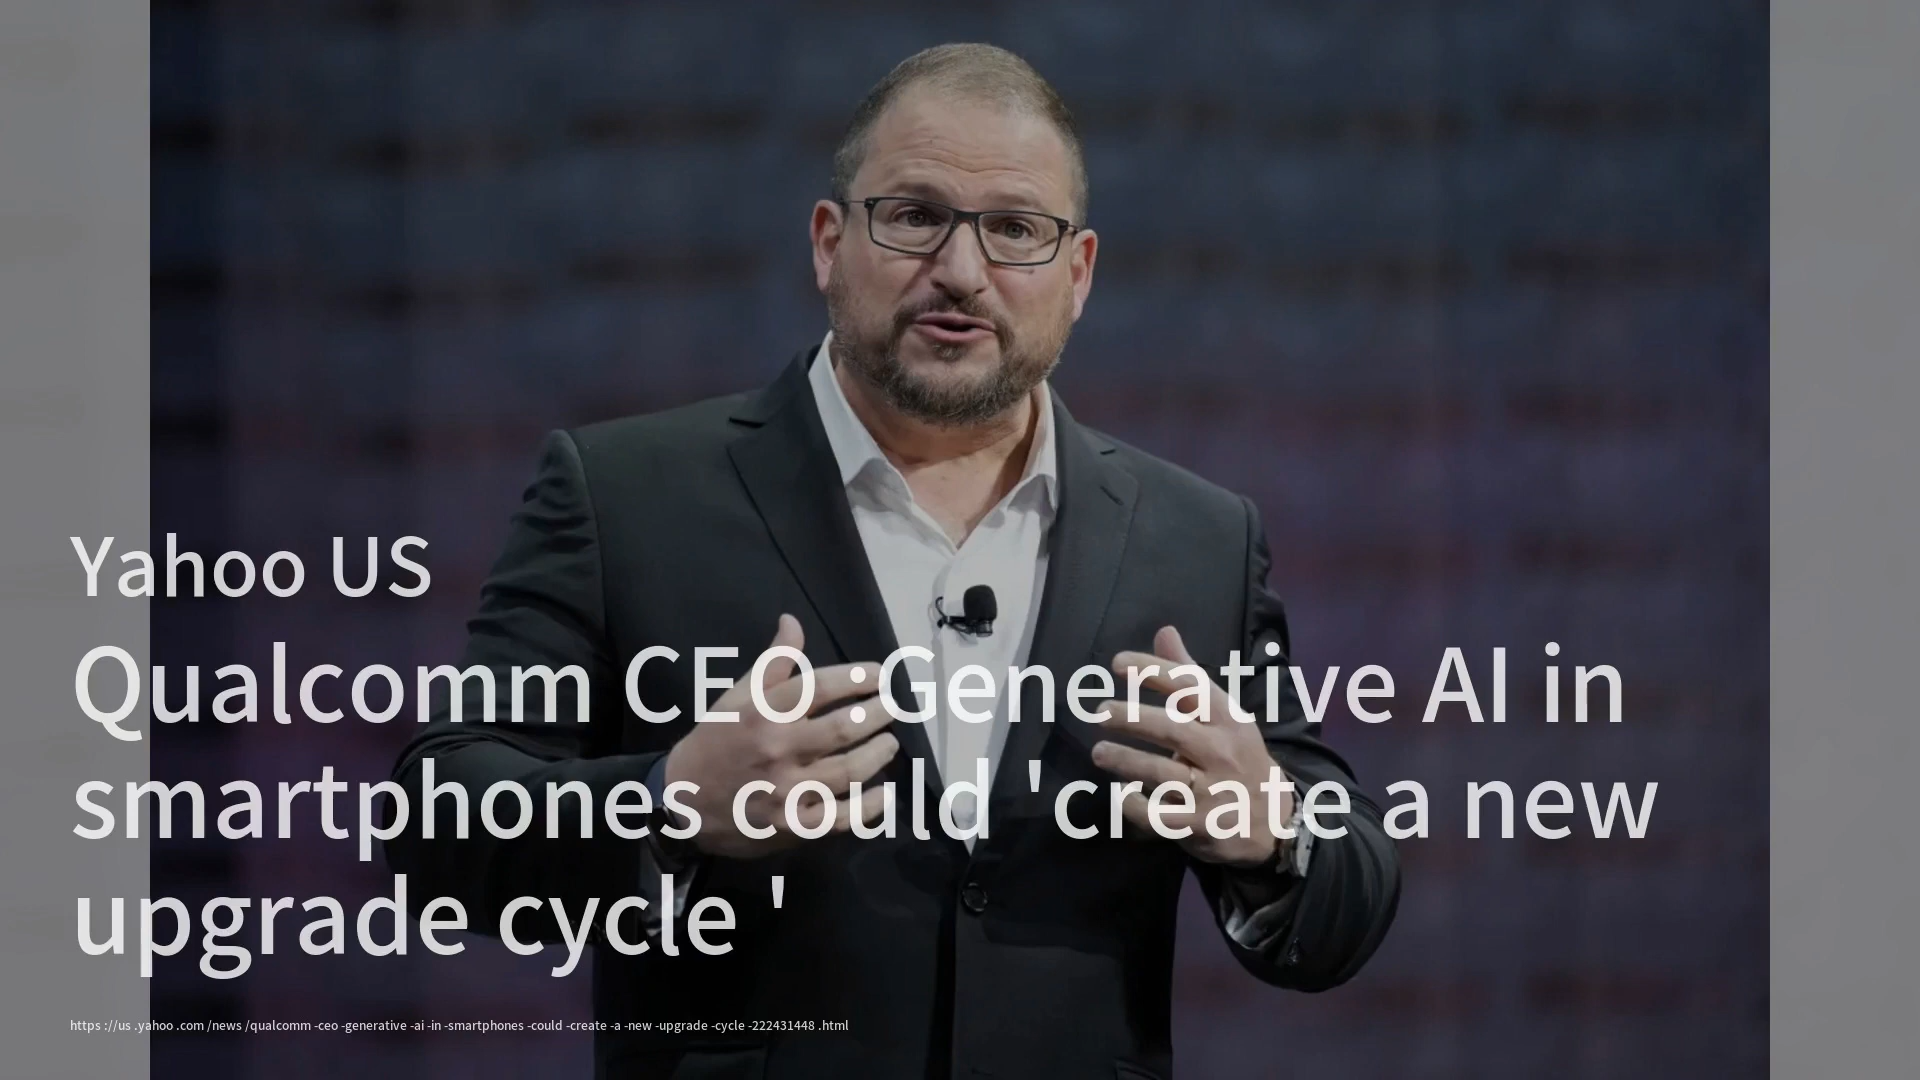 Yahoo US
Qualcomm CEO :Generative AI in
smartphones could 'create a new
upgrade cycle '
https ://us .yahoo .com /news /qualcomm -ceo -generative -ai -in -smartphones -could -create -a -new -upgrade -cycle -222431448 .html